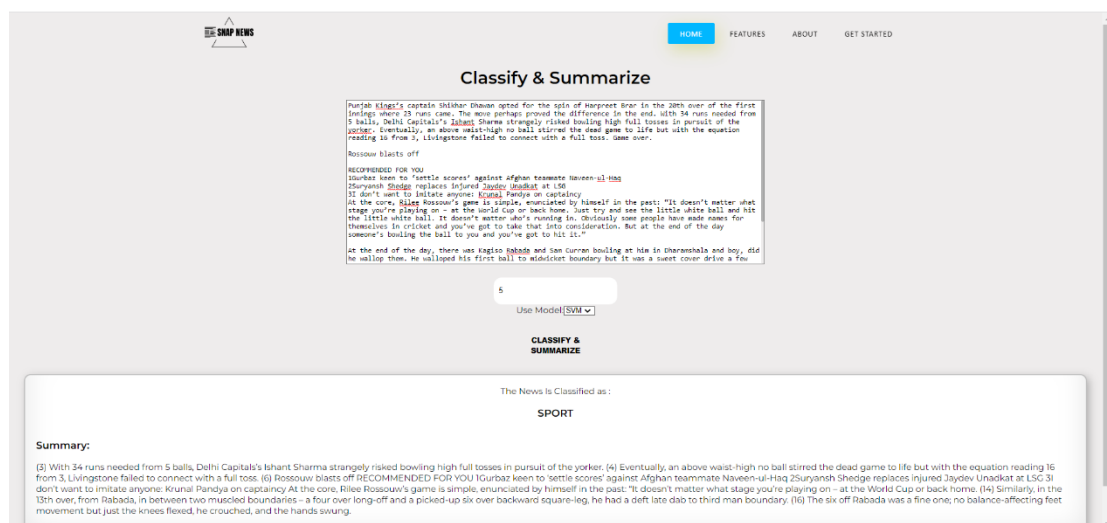 SNAP NEWS
HOME
FEATURES
ABOUT
GET STARTED
Classify & Summarize
Punjab Kings's captain Shikhar Dhawan opted for the spin of Harpreet Brar in the 20th over of the first
innings where 23 runs came. The move perhaps proved the difference in the end. With 34 runs needed from
5 balls, Delhi Capitals's Ishant Sharma strangely risked bowling high full tosses in pursuit of the
yorker. Eventually, an above waist-high no ball stirred the dead game to life but with the equation
reading 16 from 3, Livingstone failed to connect with a full toss. Game over.
Rossouw blasts off
RECOMMENDED FOR YOU
1Gurbaz keen to 'settle scores' against Afghan teammate Naveen-ul-Haq
2Suryansh Shedge replaces injured Jaydev Unadkat at LSG
3I don't want to imitate anyone: Krunal Pandya on captaincy
At the core, Rilee Rossouw's game is simple, enunciated by himself in the past: "It doesn't matter what
stage you're playing on – at the World Cup or back home. Just try and see the little white ball and hit
the little white ball. It doesn't matter who's running in. Obviously some people have made names for
themselves in cricket and you've got to take that into consideration. But at the end of the day
someone's bowling the ball to you and you've got to hit it."
At the end of the day, there was Kagiso Rabada and Sam Curran bowling at him in Dharamshala and boy, did
he wallop them. He walloped his first ball to midwicket boundary but it was a sweet cover drive a few
5
Use Model: SVM
CLASSIFY &
SUMMARIZE
The News Is Classified as :
SPORT
Summary:
(3) With 34 runs needed from 5 balls, Delhi Capitals's Ishant Sharma strangely risked bowling high full tosses in pursuit of the yorker. (4) Eventually, an above waist-high no ball stirred the dead game to life but with the equation reading 16
from 3, Livingstone failed to connect with a full toss. (6) Rossouw blasts off RECOMMENDED FOR YOU 1Gurbaz keen to 'settle scores' against Afghan teammate Naveen-ul-Haq 2Suryansh Shedge replaces injured Jaydev Unadkat at LSG 3I
don't want to imitate anyone: Krunal Pandya on captaincy At the core, Rilee Rossouw's game is simple, enunciated by himself in the past: "It doesn't matter what stage you're playing on – at the World Cup or back home. (14) Similarly, in the
13th over, from Rabada, in between two muscled boundaries – a four over long-off and a picked-up six over backward square-leg, he had a deft late dab to third man boundary. (16) The six off Rabada was a fine one; no balance-affecting feet
movement but just the knees flexed, he crouched, and the hands swung.